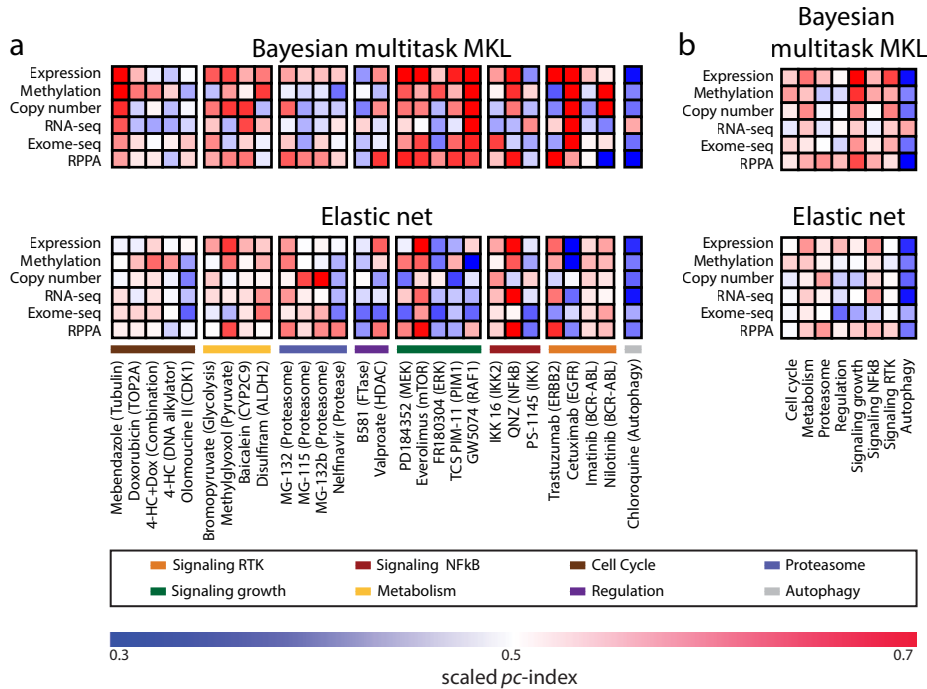 a
Bayesian multitask MKL
Expression
Methylation
Copy number
RNA-seq
Exome-seq
RPPA
Elastic net
Expression
Methylation
Copy number
RNA-seq
Exome-seq
RPPA
Mebendazole (Tubulin)
Doxorubicin (TOP2A)
4-HC+Dox (Combination)
4-HC (DNA alkylator)
Olomoucine II (CDK1)
Bromopyruvate (Glycolysis)
Methylglyoxol (Pyruvate)
Baicalein (CYP2C9)
Disulfiram (ALDH2)
MG-132 (Proteasome)
MG-115 (Proteasome)
MG-132b (Proteasome)
Nelfinavir (Protease)
B581 (FTase)
Valproate (HDAC)
PD184352 (MEK)
Everolimus (mTOR)
FR180304 (ERK)
TCS PIM-11 (PIM1)
GW5074 (RAF1)
IKK 16 (IKK2)
QNZ (NFkB)
PS-1145 (IKK)
Trastuzumab (ERBB2)
Cetuximab (EGFR)
Imatinib (BCR-ABL)
Nilotinib (BCR-ABL)
Chloroquine (Autophagy)
b
Bayesian
multitask MKL
Expression
Methylation
Copy number
RNA-seq
Exome-seq
RPPA
Elastic net
Expression
Methylation
Copy number
RNA-seq
Exome-seq
RPPA
Cell cycle
Metabolism
Proteasome
Regulation
Signaling growth
Signaling NFkB
Signaling RTK
Autophagy
Signaling RTK
Signaling NFkB
Cell Cycle
Proteasome
Signaling growth
Metabolism
Regulation
Autophagy
0.3
0.5
0.7
scaled pc-index